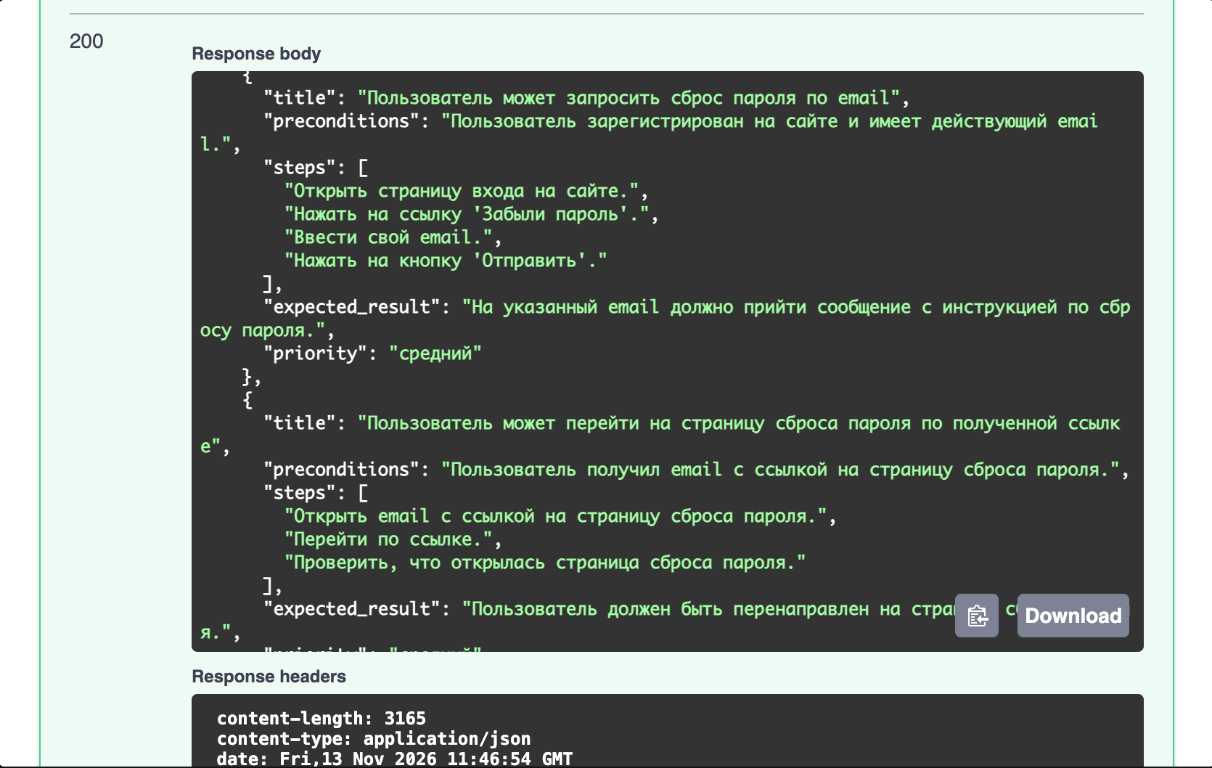 200
Response body
{
"title": "Пользователь может запросить сброс пароля по email",
"preconditions": "Пользователь зарегистрирован на сайте и имеет действующий emai
l.",
"steps": [
"Открыть страницу входа на сайте.",
"Нажать на ссылку 'Забыли пароль'.",
"Ввести свой email.",
"Нажать на кнопку 'Отправить'."
],
"expected_result": "На указанный email должно прийти сообщение с инструкцией по сбр
осу пароля.",
"priority": "средний"
},
{
"title": "Пользователь может перейти на страницу сброса пароля по полученной ссылк
е",
"preconditions": "Пользователь получил email с ссылкой на страницу сброса пароля.",
"steps": [
"Открыть email с ссылкой на страницу сброса пароля.",
"Перейти по ссылке.",
"Проверить, что открылась страница сброса пароля."
],
"expected_result": "Пользователь должен быть перенаправлен на
я.",
Download
Response headers
content-length: 3165
content-type: application/json
date: Fri,13 Nov 2026 11:46:54 GMT